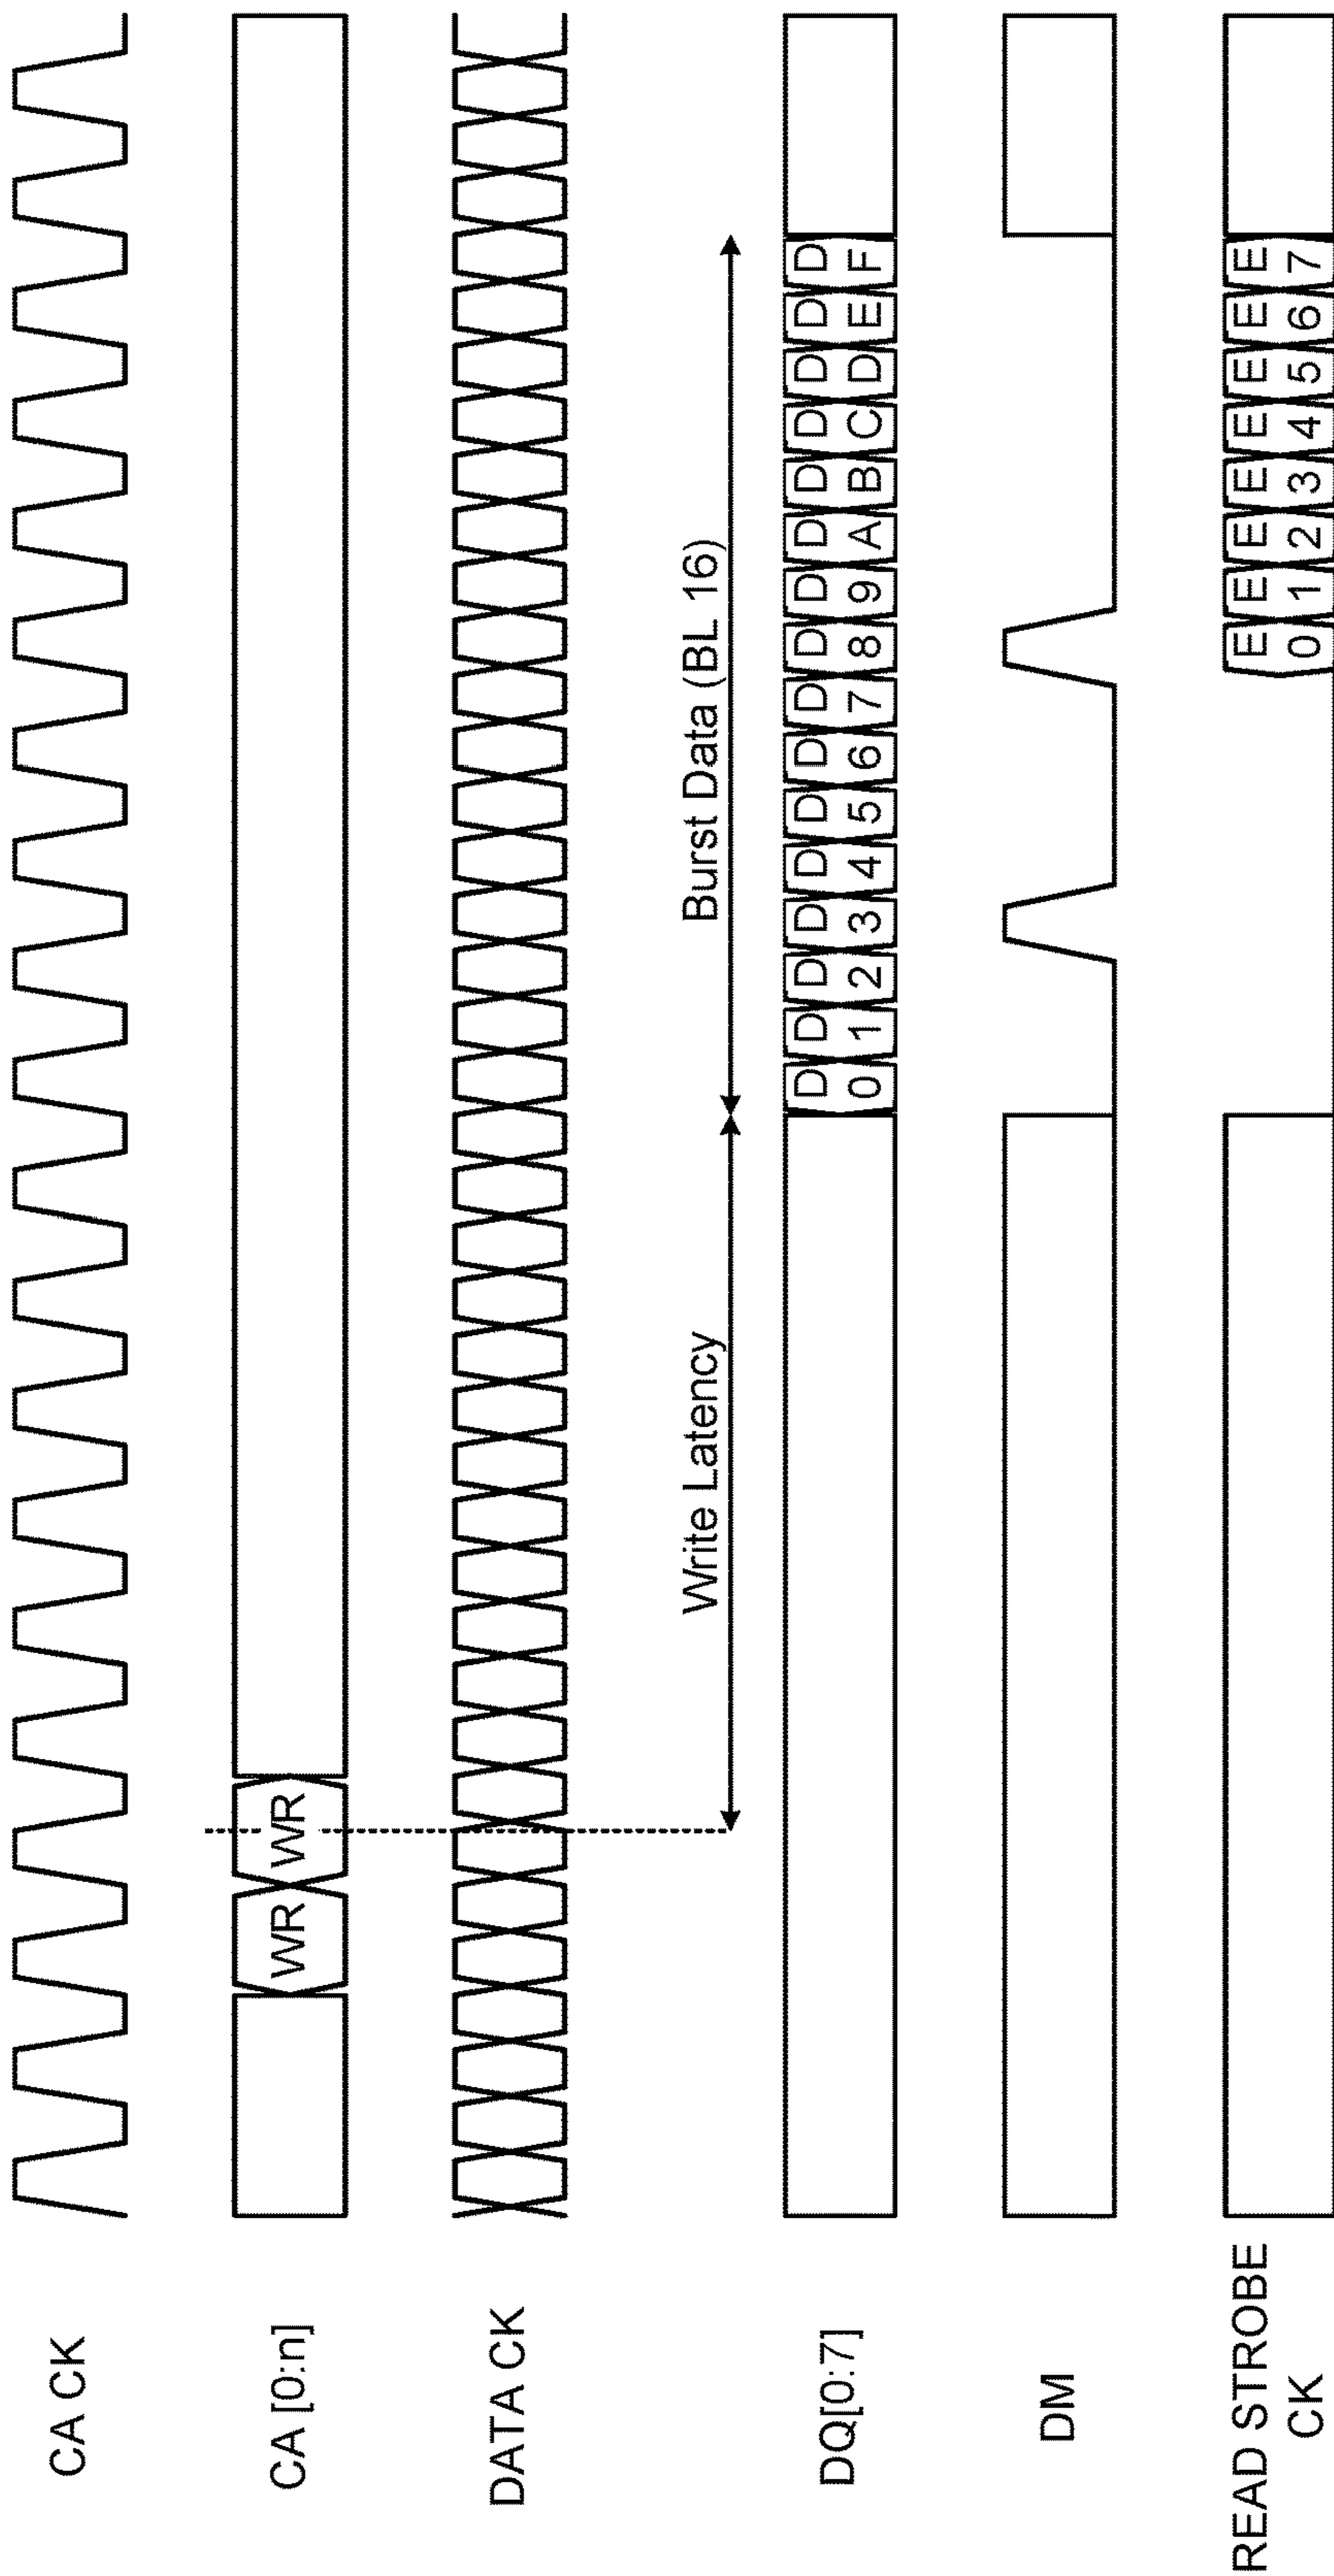 CA CK
CA [0:n]
WR WR
DATA CK
Write Latency Burst Data (BL 16)
DQ[0:7]
D D D D D D D D D D D D D D D D
0 1 2 3 4 5 6 7 8 9 A B C D E F
DM
READ STROBE
CK
E E E E E E E E
0 1 2 3 4 5 6 7